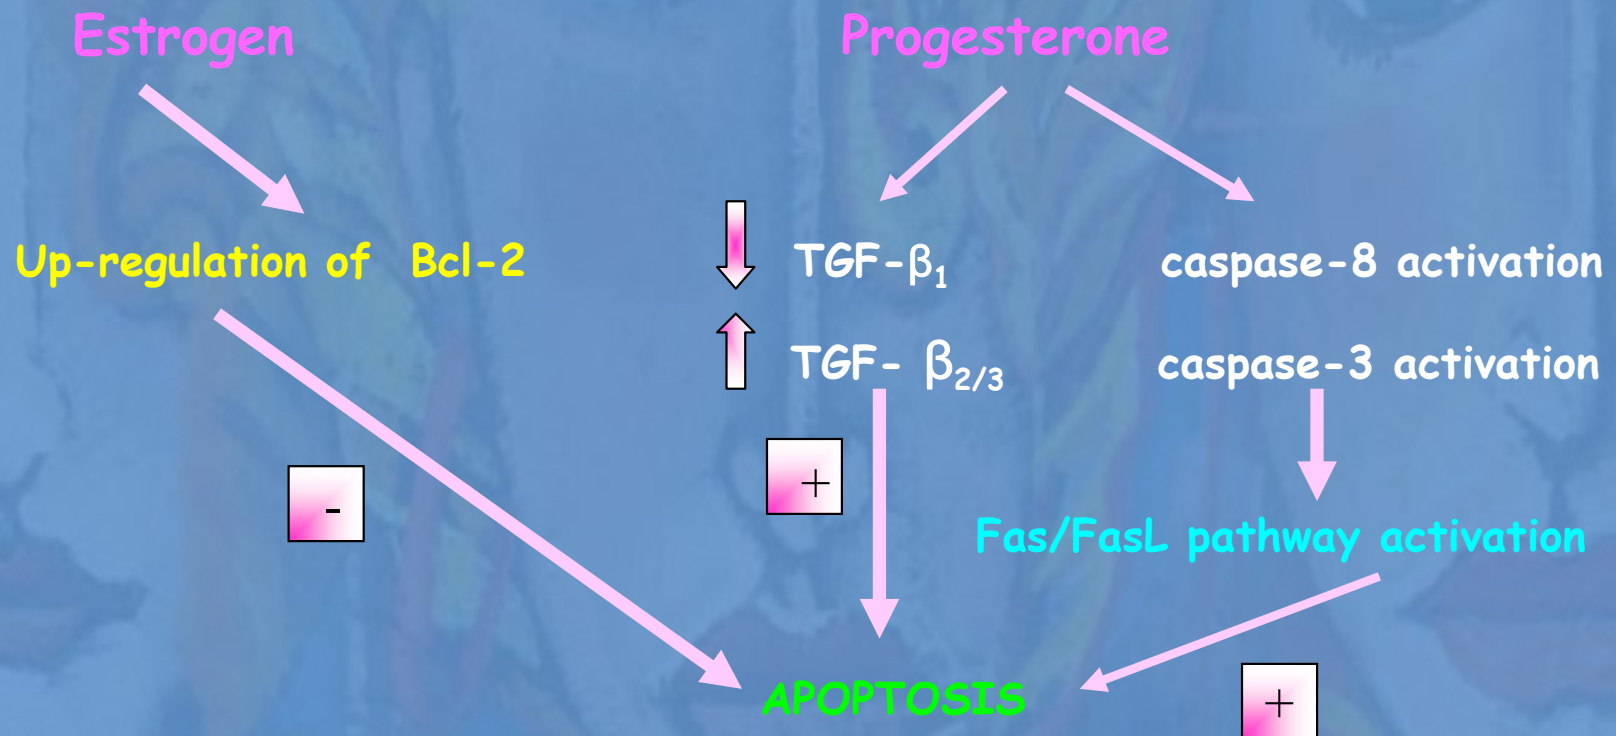 Estrogen
Progesterone
Up-regulation of Bcl-2
TGF-β₁
caspase-8 activation
TGF- β₂/₃
caspase-3 activation
+
-
Fas/FasL pathway activation
APOPTOSIS
+